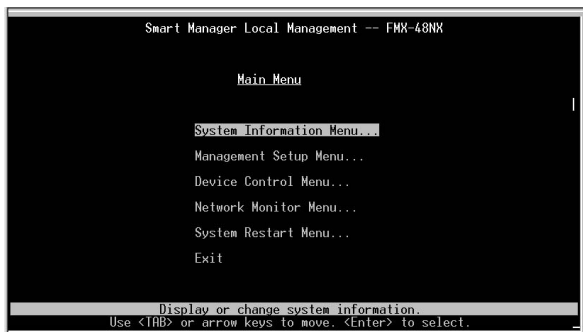 Smart Manager Local Management -- FMX-48NX
Main Menu
System Information Menu...
Management Setup Menu...
Device Control Menu...
Network Monitor Menu...
System Restart Menu...
Exit
Display or change system information.
Use <TAB> or arrow keys to move. <Enter> to select.